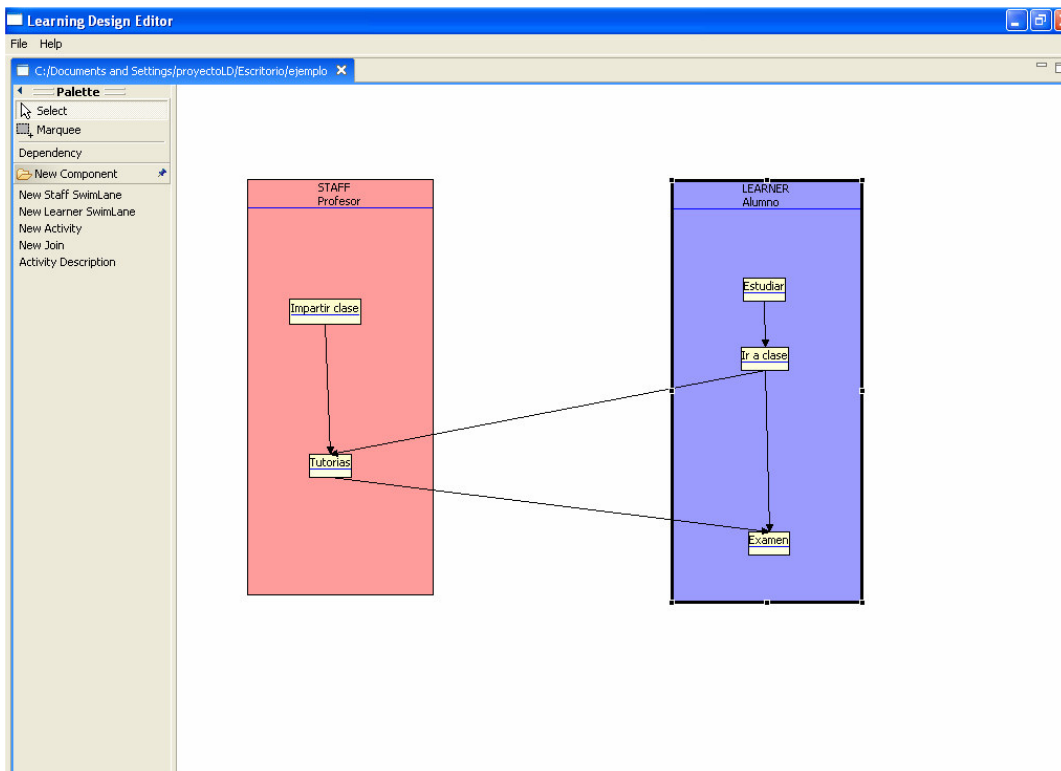 Learning Design Editor
File Help
C:/Documents and Settings/proyectoLD/Escritorio/ejemplo
Palette
Select
Marquee
Dependency
New Component
New Staff SwimLane
New Learner SwimLane
New Activity
New Join
Activity Description
STAFF
Profesor
Impartir clase
Tutorias
LEARNER
Alumno
Estudiar
Ir a clase
Examen